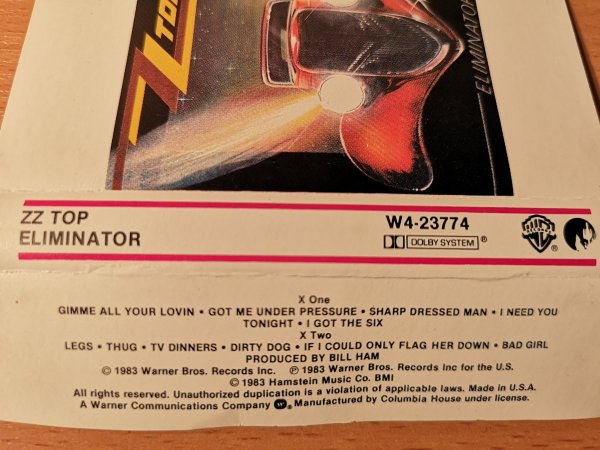 ZZ TOP
ELIMINATOR
ZZ TOP
ELIMINATOR
W4-23774
DOLBY SYSTEM ®
X One
GIMME ALL YOUR LOVIN • GOT ME UNDER PRESSURE • SHARP DRESSED MAN • I NEED YOU
TONIGHT • I GOT THE SIX
X Two
LEGS • THUG • TV DINNERS • DIRTY DOG • IF I COULD ONLY FLAG HER DOWN • BAD GIRL
PRODUCED BY BILL HAM
© 1983 Warner Bros. Records Inc. ℗ 1983 Warner Bros. Records Inc for the U.S.
© 1983 Hamstein Music Co. BMI
All rights reserved. Unauthorized duplication is a violation of applicable laws. Made in U.S.A.
A Warner Communications Company ®. Manufactured by Columbia House under license.